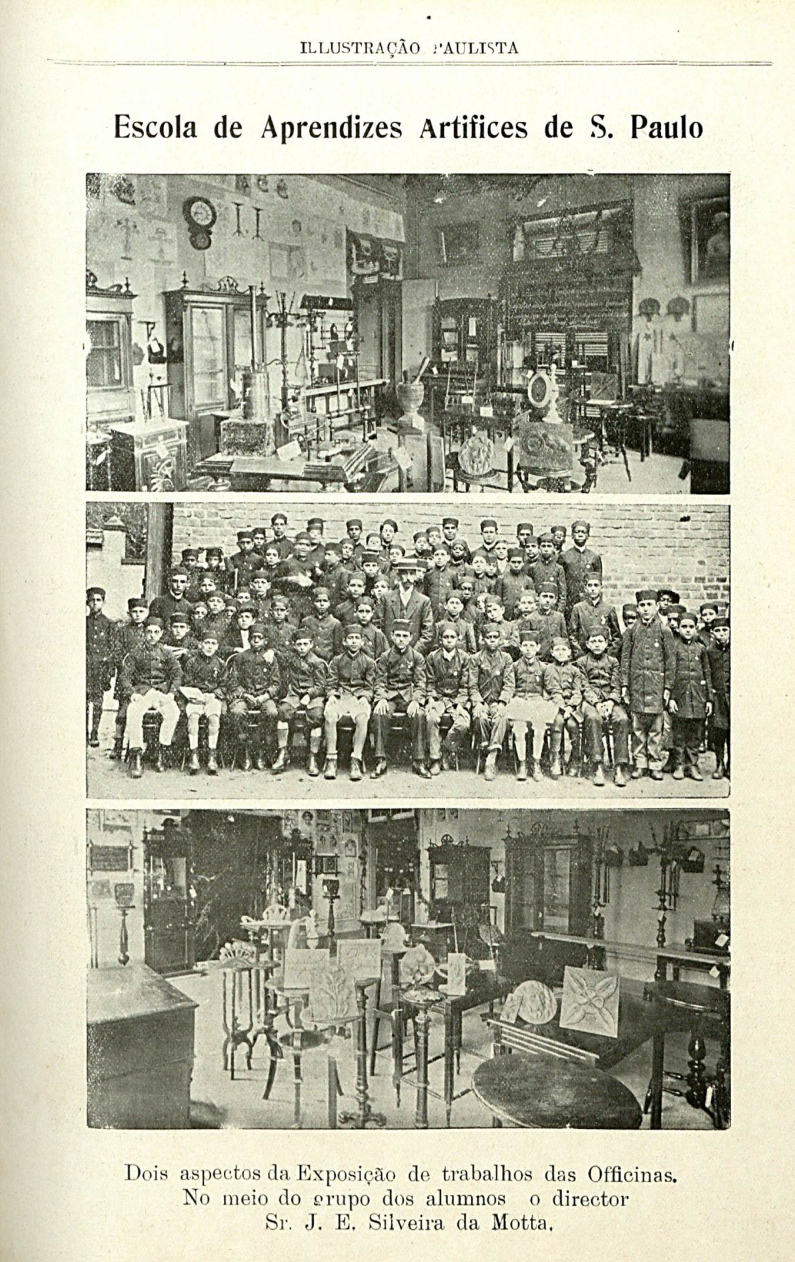 ILLUSTRAÇÃO PAULISTA
Escola de Aprendizes Artifices de S. Paulo
Dois aspectos da Exposição de trabalhos das Officinas.
No meio do grupo dos alumnos o director
Sr. J. E. Silveira da Motta.